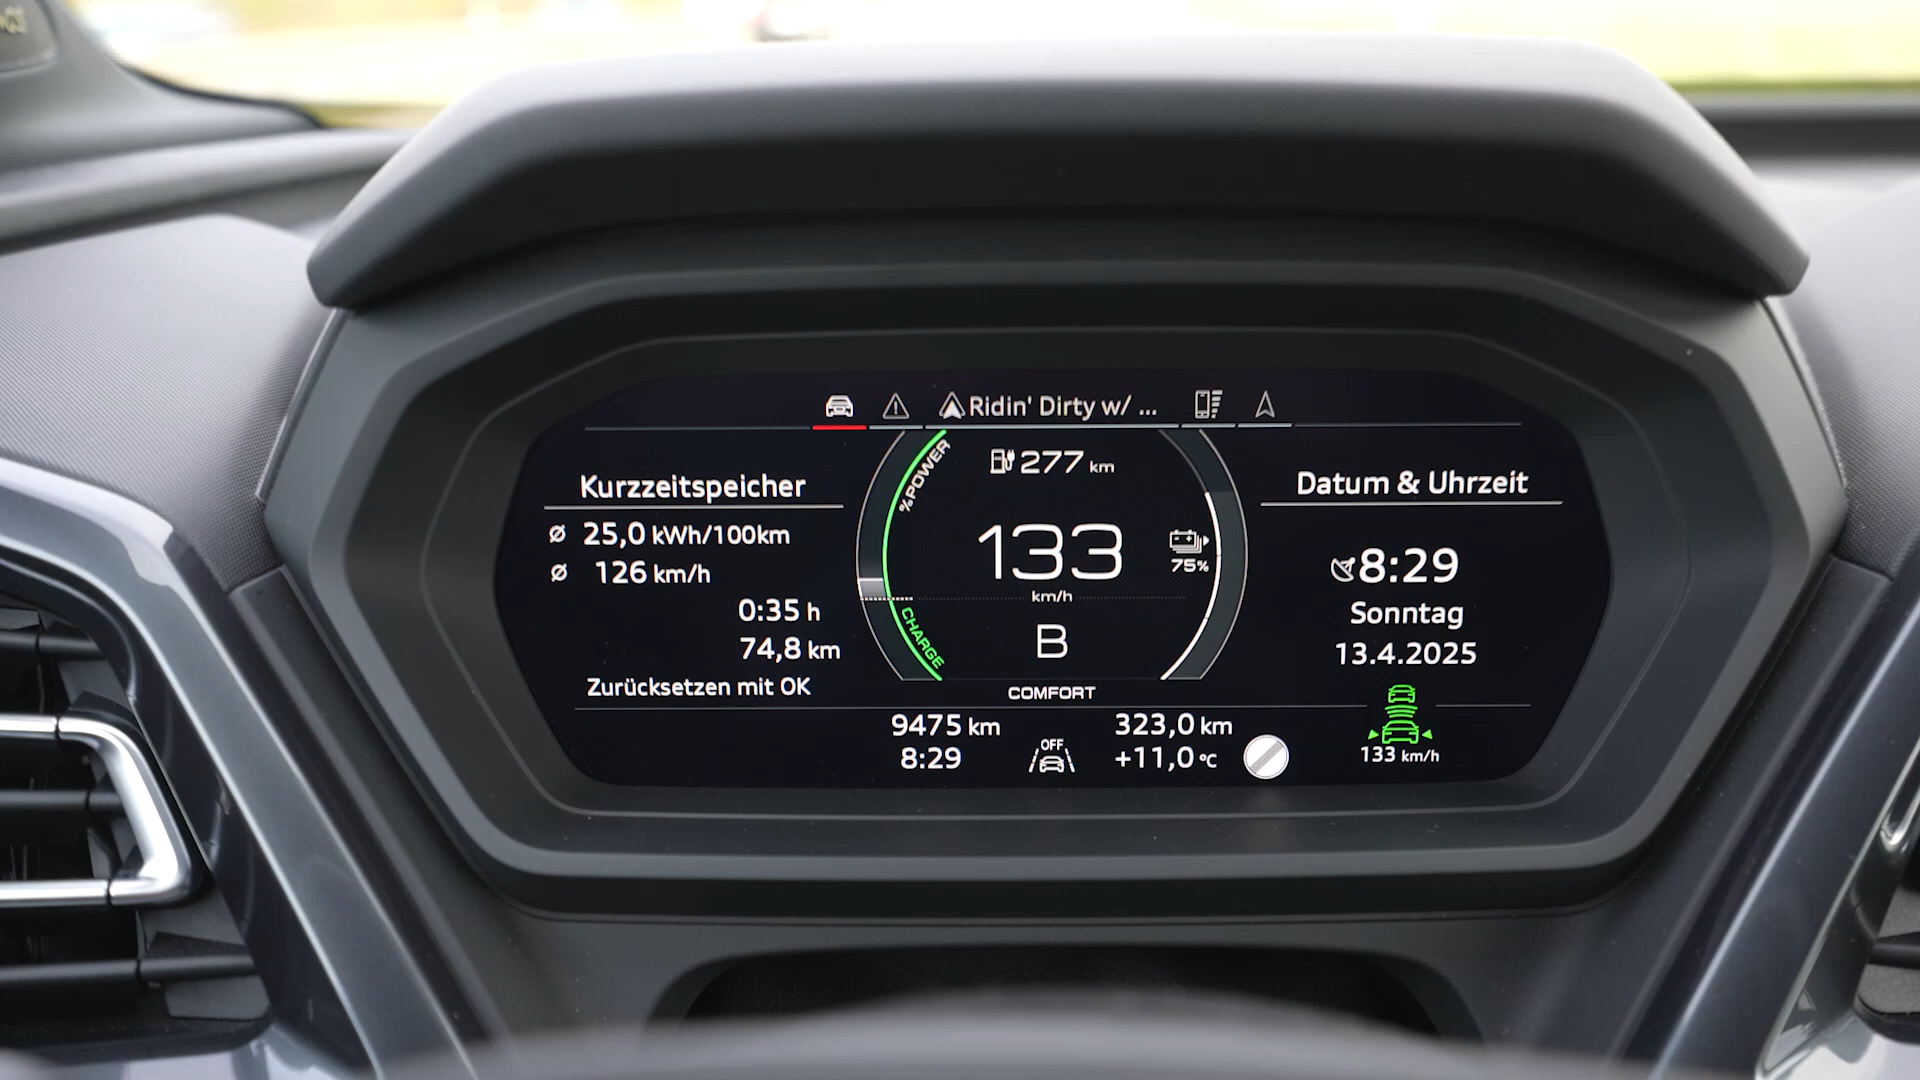 Ridin' Dirty w/ ...
%POWER
277 km
Kurzzeitspeicher
Ø 25,0 kWh/100km
Ø 126 km/h
0:35 h
74,8 km
Zurücksetzen mit OK
133
km/h
75%
CHARGE
B
COMFORT
Datum & Uhrzeit
8:29
Sonntag
13.4.2025
133 km/h
9475 km
8:29
OFF
323,0 km
+11,0 °C